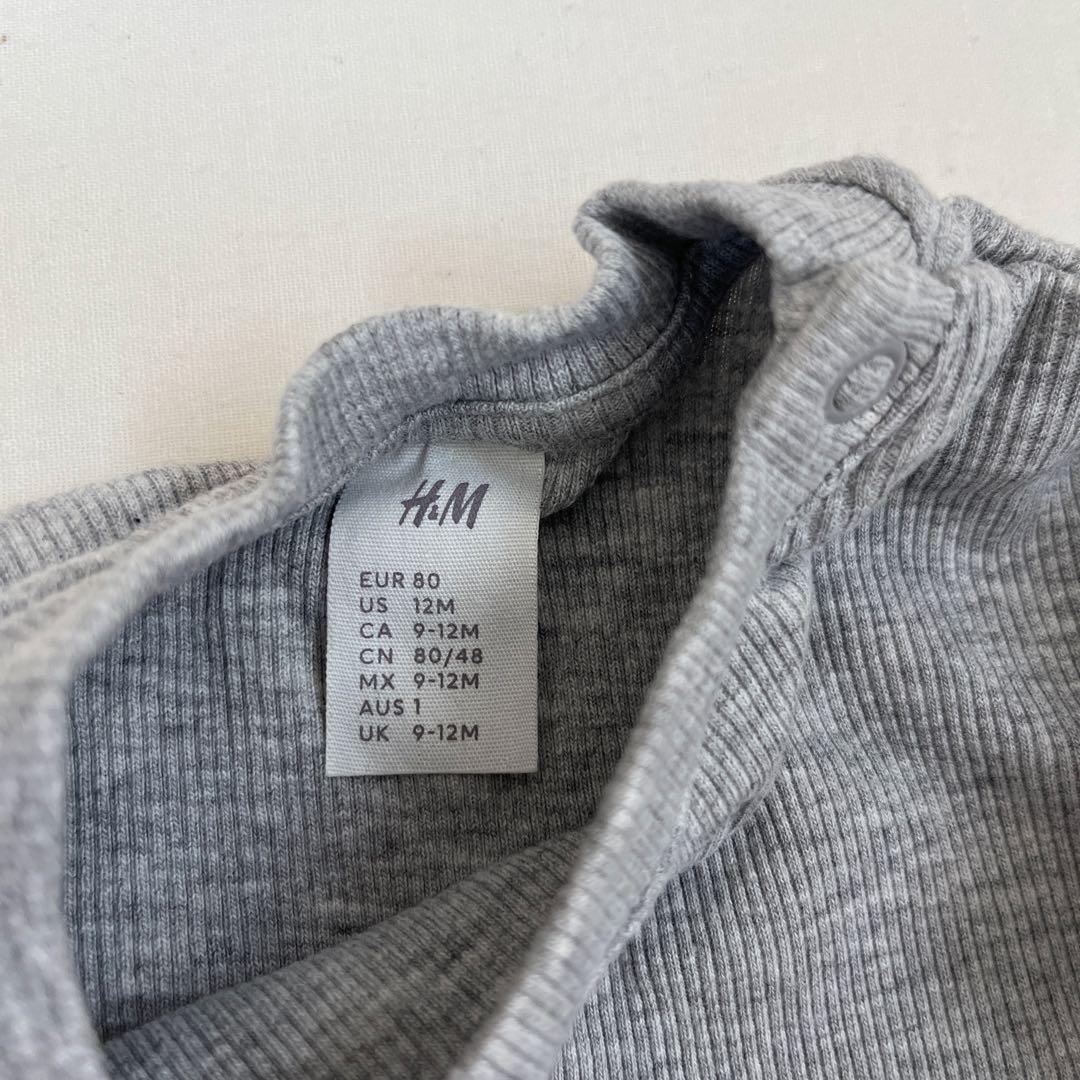 H&M
EUR 80
US 12M
CA 9-12M
CN 80/48
MX 9-12M
AUS 1
UK 9-12M